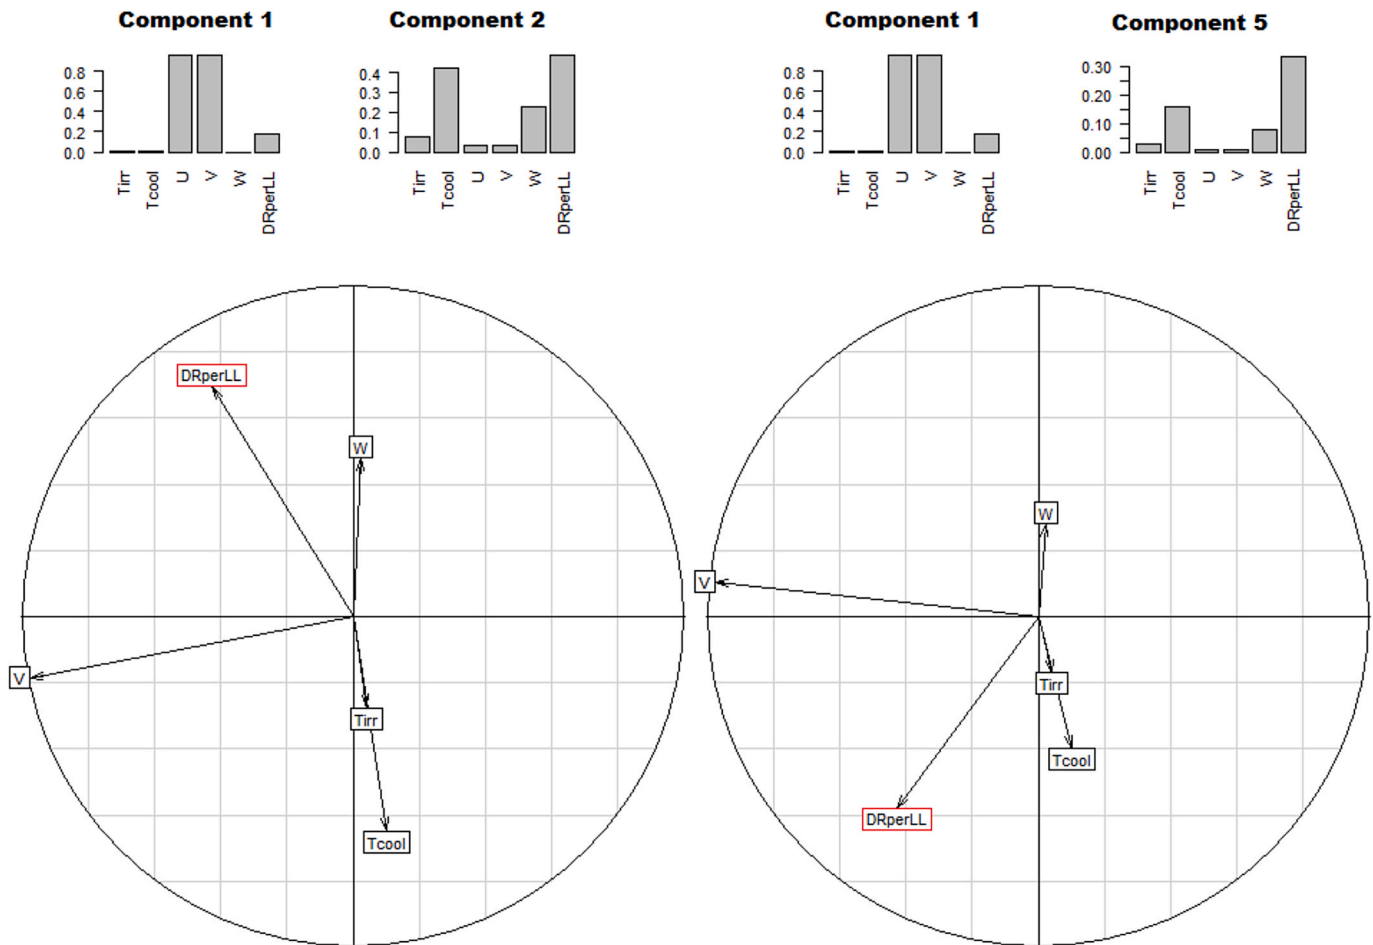 Component 1
Component 2
Component 1
Component 5
0.8
0.6
0.4
0.2
0.0
Tirr
Tcool
U
V
W
DRperLL
0.4
0.3
0.2
0.1
0.0
Tirr
Tcool
U
V
W
DRperLL
0.8
0.6
0.4
0.2
0.0
Tirr
Tcool
U
V
W
DRperLL
0.30
0.20
0.10
0.00
Tirr
Tcool
U
V
W
DRperLL
DRperLL
W
V
Tirr
Tcool
W
V
Tirr
Tcool
DRperLL